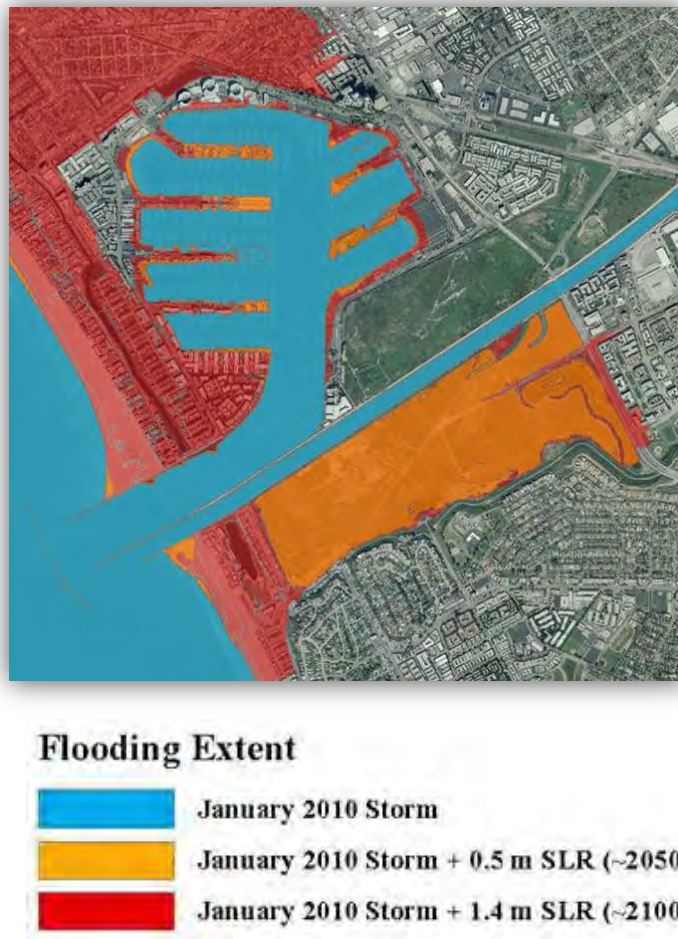 Flooding Extent
January 2010 Storm
January 2010 Storm + 0.5 m SLR (~2050
January 2010 Storm + 1.4 m SLR (~2100